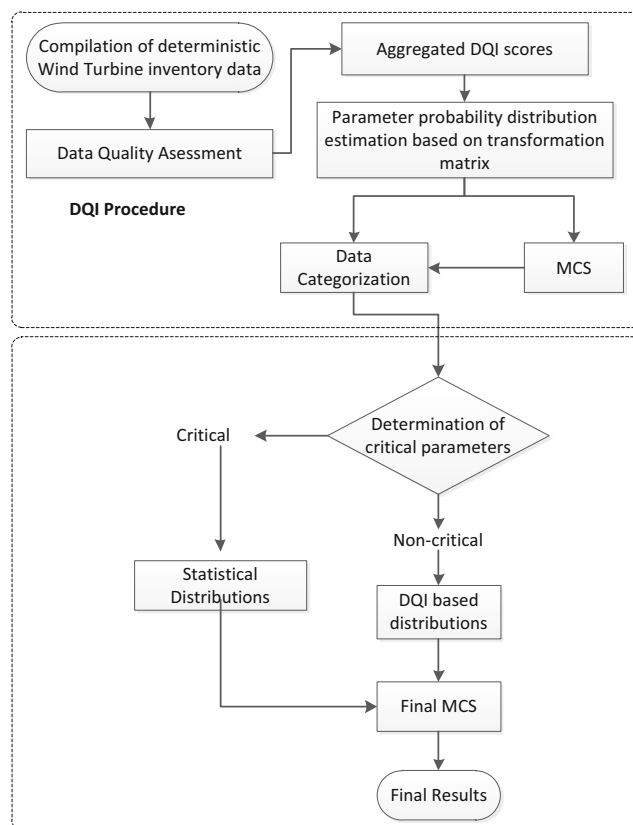 Compilation of deterministic
Wind Turbine inventory data
Aggregated DQI scores
Data Quality Asessment
Parameter probability distribution
estimation based on transformation
matrix
DQI Procedure
Data
Categorization
MCS
Determination of
critical parameters
Critical
Non-critical
Statistical
Distributions
DQI based
distributions
Final MCS
Final Results